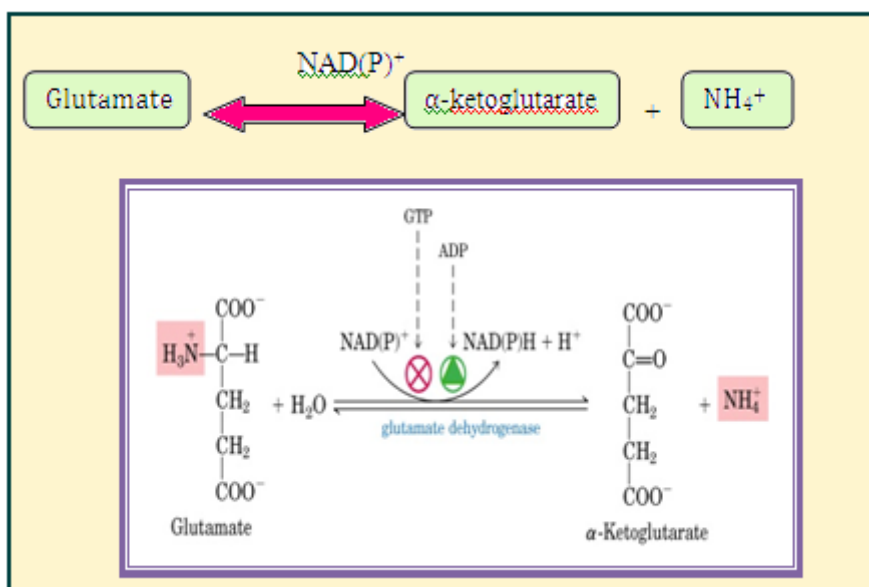 NAD(P)⁺
Glutamate
α-ketoglutarate
+
NH₄⁺
GTP
ADP
COO⁻
H₃N⁺—C—H
CH₂
CH₂
COO⁻
Glutamate
+ H₂O
NAD(P)⁺
NAD(P)H + H⁺
glutamate dehydrogenase
COO⁻
C=O
CH₂
CH₂
COO⁻
α-Ketoglutarate
+ NH₄⁺